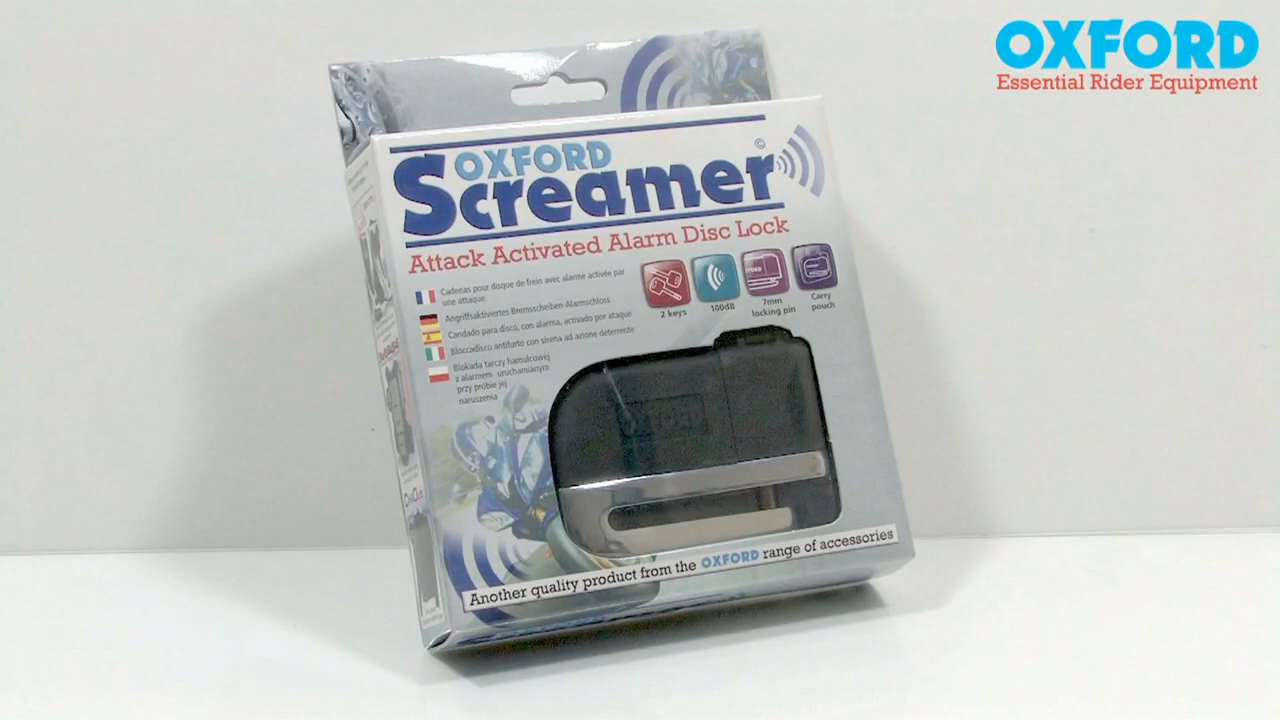 OXFORD
Essential Rider Equipment
OXFORD
Screamer
©
Attack Activated Alarm Disc Lock
Cadenas pour disque de frein avec alarme activée par
une attaque
Angriffsaktiviertes Bremsscheiben-Alarmschloss
Candado para disco, con alarma, activado por ataque
Bloccadisco antifurto con sirena ad azione deterrente
Blokada tarczy hamulcowej
z alarmem uruchamianym
przy próbie jej
naruszenia
2 keys
100dB
7mm
locking pin
Carry
pouch
OXFORD
Another quality product from the OXFORD range of accessories